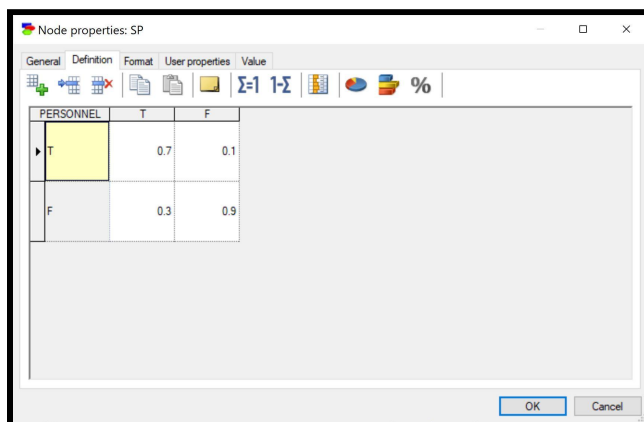 Node properties: SP
General Definition Format User properties Value
Σ=1 1-Σ %
PERSONNEL T F
T 0.7 0.1
F 0.3 0.9
OK Cancel